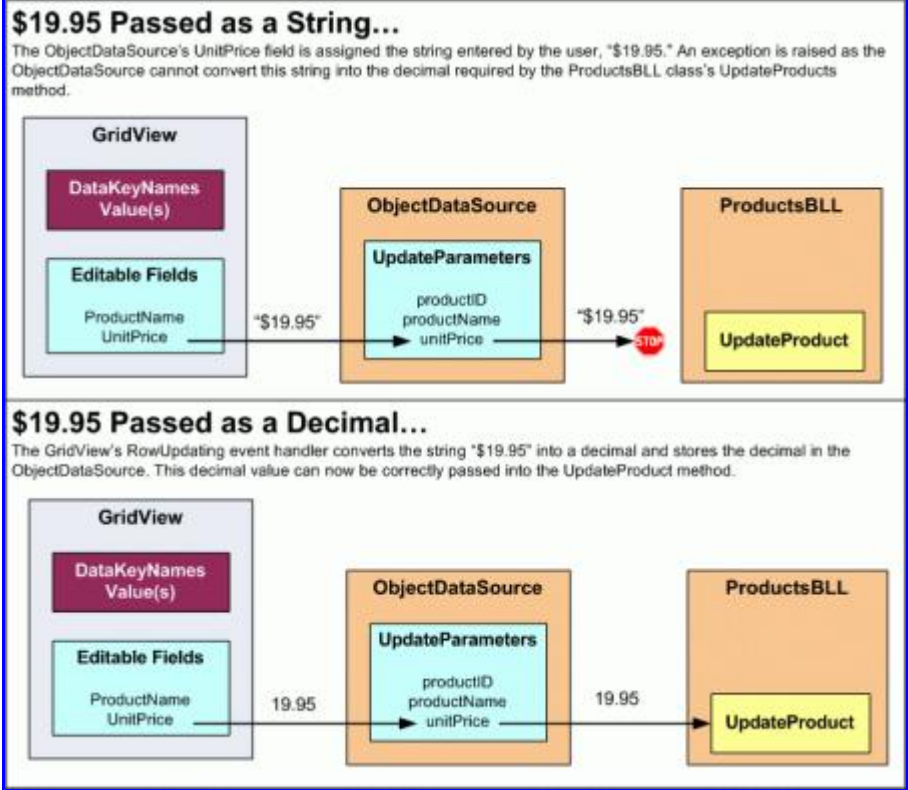 $19.95 Passed as a String...
The ObjectDataSource's UnitPrice field is assigned the string entered by the user, "$19.95." An exception is raised as the
ObjectDataSource cannot convert this string into the decimal required by the ProductsBLL class's UpdateProducts
method.
GridView
DataKeyNames
Value(s)
Editable Fields
ProductName
UnitPrice
"$19.95"
ObjectDataSource
UpdateParameters
productID
productName
unitPrice
"$19.95"
STOP
ProductsBLL
UpdateProduct
$19.95 Passed as a Decimal...
The GridView's RowUpdating event handler converts the string "$19.95" into a decimal and stores the decimal in the
ObjectDataSource. This decimal value can now be correctly passed into the UpdateProduct method.
GridView
DataKeyNames
Value(s)
Editable Fields
ProductName
UnitPrice
19.95
ObjectDataSource
UpdateParameters
productID
productName
unitPrice
19.95
ProductsBLL
UpdateProduct